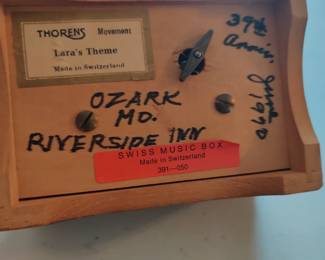 THORENS Movement
Lara's Theme
Made in Switzerland
39th
Anniv.
June
1990
OZARK
MO.
RIVERSIDE INN
SWISS MUSIC BOX
Made in Switzerland
391—050